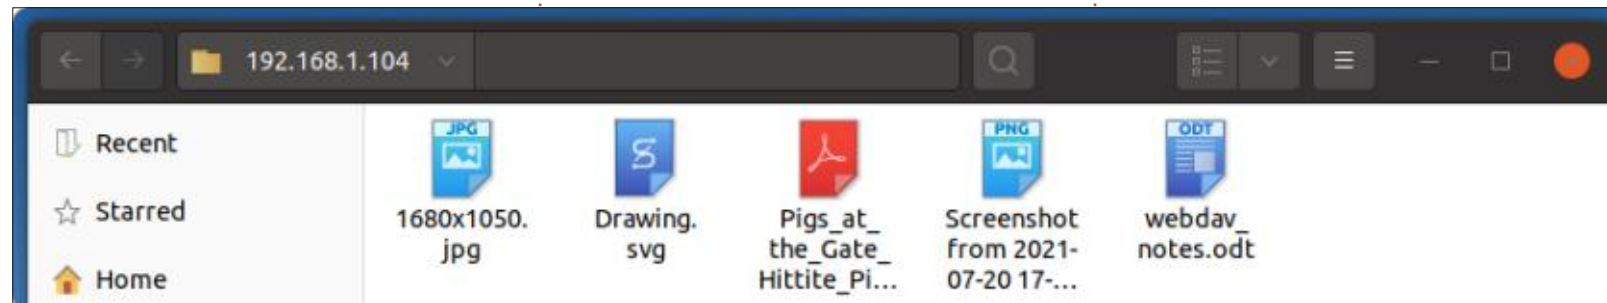 192.168.1.104
Recent
Starred
Home
JPG
1680x1050.
jpg
Drawing.
svg
Pigs_at_
the_Gate_
Hittite_Pi...
PNG
Screenshot
from 2021-
07-20 17-...
ODT
webdav_
notes.odt